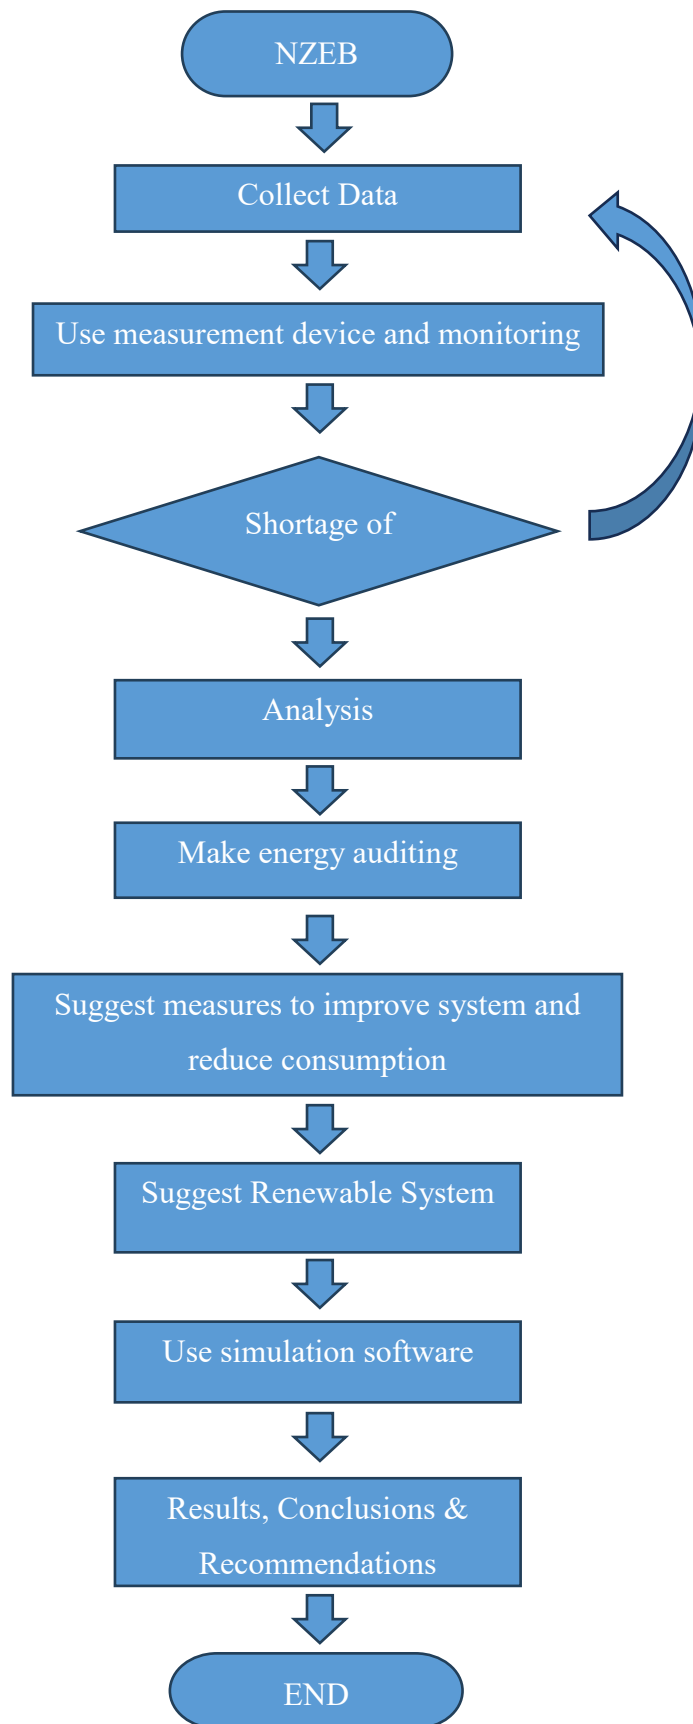 NZEB
Collect Data
Use measurement device and monitoring
Shortage of
Analysis
Make energy auditing
Suggest measures to improve system and
reduce consumption
Suggest Renewable System
Use simulation software
Results, Conclusions &
Recommendations
END